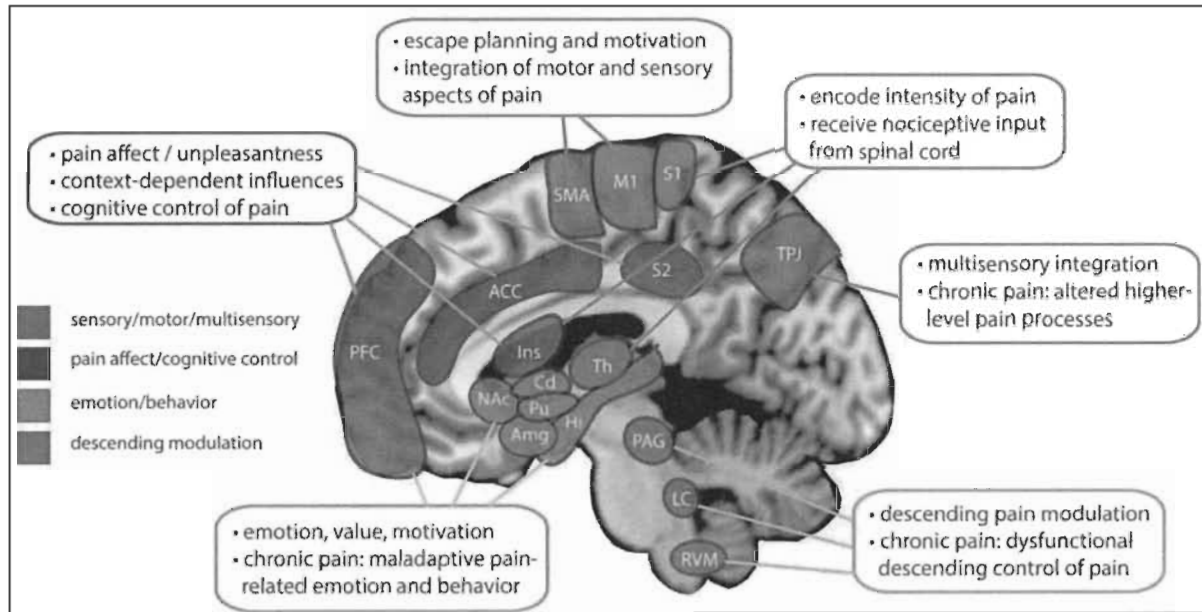 • escape planning and motivation
• integration of motor and sensory
aspects of pain
• encode intensity of pain
• receive nociceptive input
from spinal cord
• pain affect / unpleasantness
• context-dependent influences
• cognitive control of pain
SMA
M1
S1
S2
TPJ
ACC
PFC
• multisensory integration
• chronic pain: altered higher-
level pain processes
sensory/motor/multisensory
pain affect/cognitive control
emotion/behavior
descending modulation
Ins
Th
Cd
NAc
Pu
Hi
Amg
PAG
LC
RVM
• emotion, value, motivation
• chronic pain: maladaptive pain-
related emotion and behavior
• descending pain modulation
• chronic pain: dysfunctional
descending control of pain